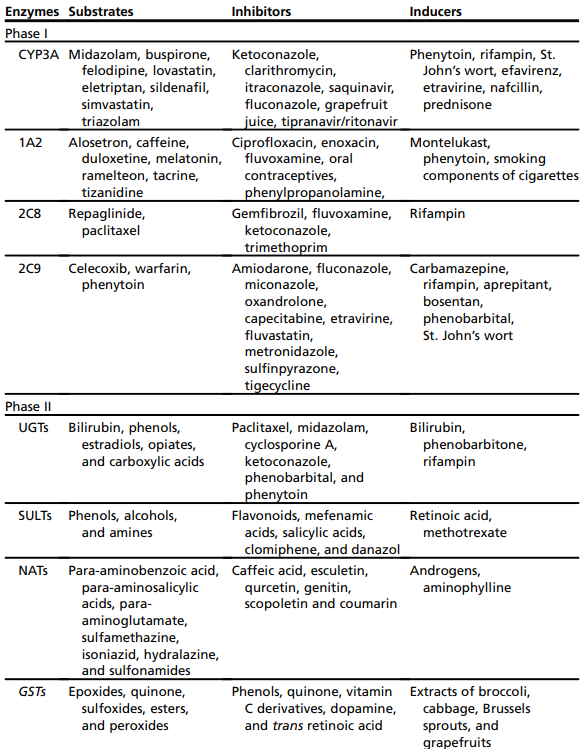 Enzymes Substrates Inhibitors Inducers
Phase I
CYP3A Midazolam, buspirone, Ketoconazole, Phenytoin, rifampin, St.
felodipine, lovastatin, clarithromycin, John's wort, efavirenz,
eletriptan, sildenafil, itraconazole, saquinavir, etravirine, nafcillin,
simvastatin, fluconazole, grapefruit prednisone
triazolam juice, tipranavir/ritonavir
1A2 Alosetron, caffeine, Ciprofloxacin, enoxacin, Montelukast,
duloxetine, melatonin, fluvoxamine, oral phenytoin, smoking
ramelteon, tacrine, contraceptives, components of cigarettes
tizanidine phenylpropanolamine,
2C8 Repaglinide, Gemfibrozil, fluvoxamine, Rifampin
paclitaxel ketoconazole,
trimethoprim
2C9 Celecoxib, warfarin, Amiodarone, fluconazole, Carbamazepine,
phenytoin miconazole, rifampin, aprepitant,
oxandrolone, bosentan,
capecitabine, etravirine, phenobarbital,
fluvastatin, St. John's wort
metronidazole,
sulfinpyrazone,
tigecycline
Phase II
UGTs Bilirubin, phenols, Paclitaxel, midazolam, Bilirubin,
estradiols, opiates, cyclosporine A, phenobarbitone,
and carboxylic acids ketoconazole, rifampin
phenobarbital, and
phenytoin
SULTs Phenols, alcohols, Flavonoids, mefenamic Retinoic acid,
and amines acids, salicylic acids, methotrexate
clomiphene, and danazol
NATs Para-aminobenzoic acid, Caffeic acid, esculetin, Androgens,
para-aminosalicylic qurcetin, genitin, aminophylline
acids, para- scopoletin and coumarin
aminoglutamate,
sulfamethazine,
isoniazid, hydralazine,
and sulfonamides
GSTs Epoxides, quinone, Phenols, quinone, vitamin Extracts of broccoli,
sulfoxides, esters, C derivatives, dopamine, cabbage, Brussels
and peroxides and trans retinoic acid sprouts, and
grapefruits